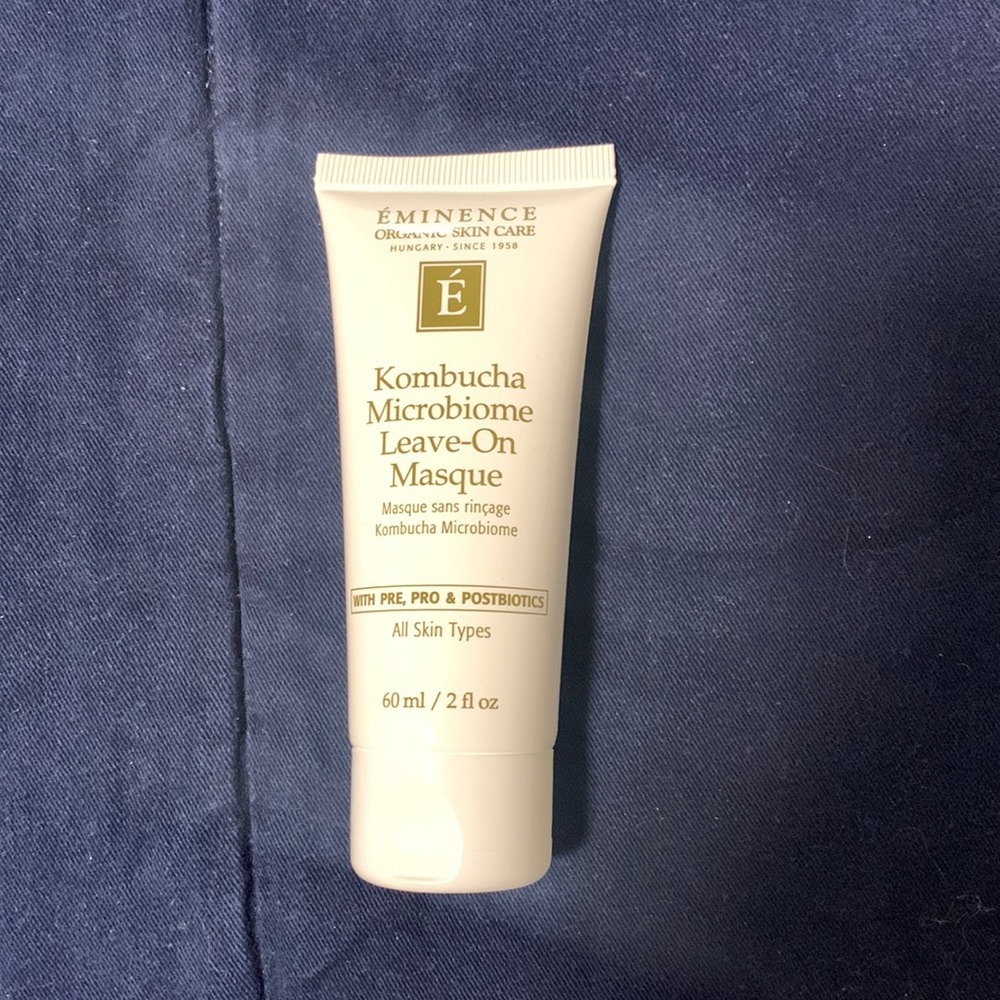 ÉMINENCE
ORGANIC SKIN CARE
HUNGARY · SINCE 1958
É
Kombucha
Microbiome
Leave-On
Masque
Masque sans rinçage
Kombucha Microbiome
WITH PRE, PRO & POSTBIOTICS
All Skin Types
60 ml / 2 fl oz